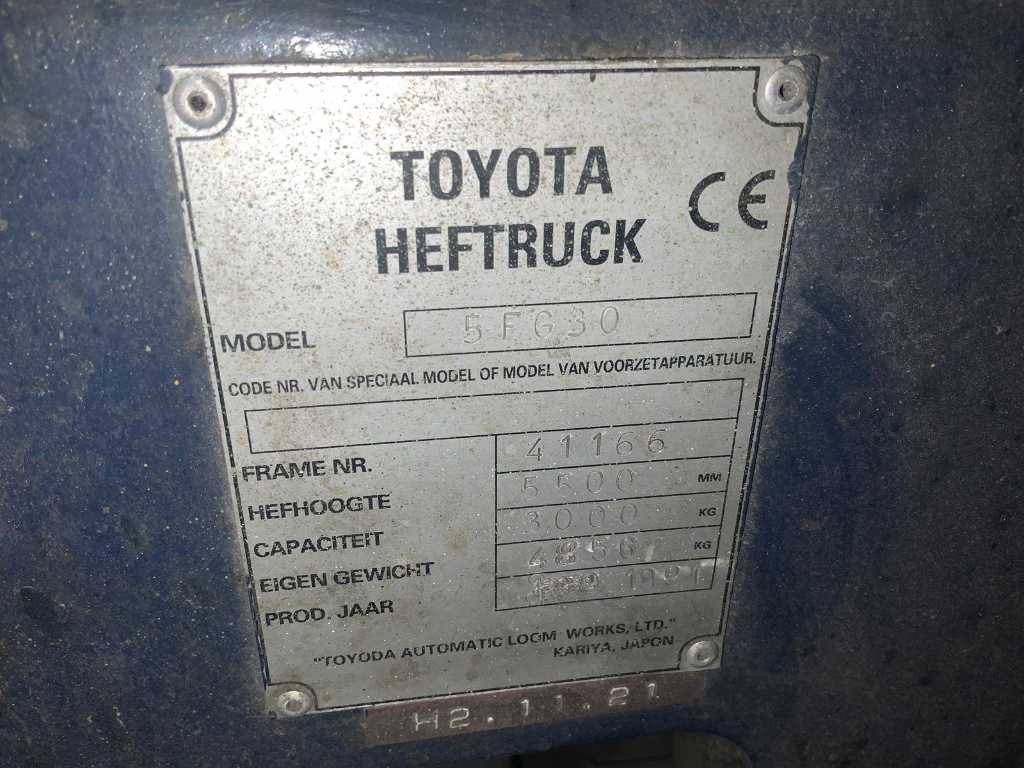 TOYOTA
HEFTRUCK
CE
MODEL 5FG30
CODE NR. VAN SPECIAAL MODEL OF MODEL VAN VOORZETAPPARATUUR.
FRAME NR. 41166
HEFHOOGTE 5500 MM
CAPACITEIT 3000 KG
EIGEN GEWICHT 4856 KG
PROD. JAAR
"TOYODA AUTOMATIC LOOM WORKS, LTD."
KARIYA, JAPON
H2.11.21